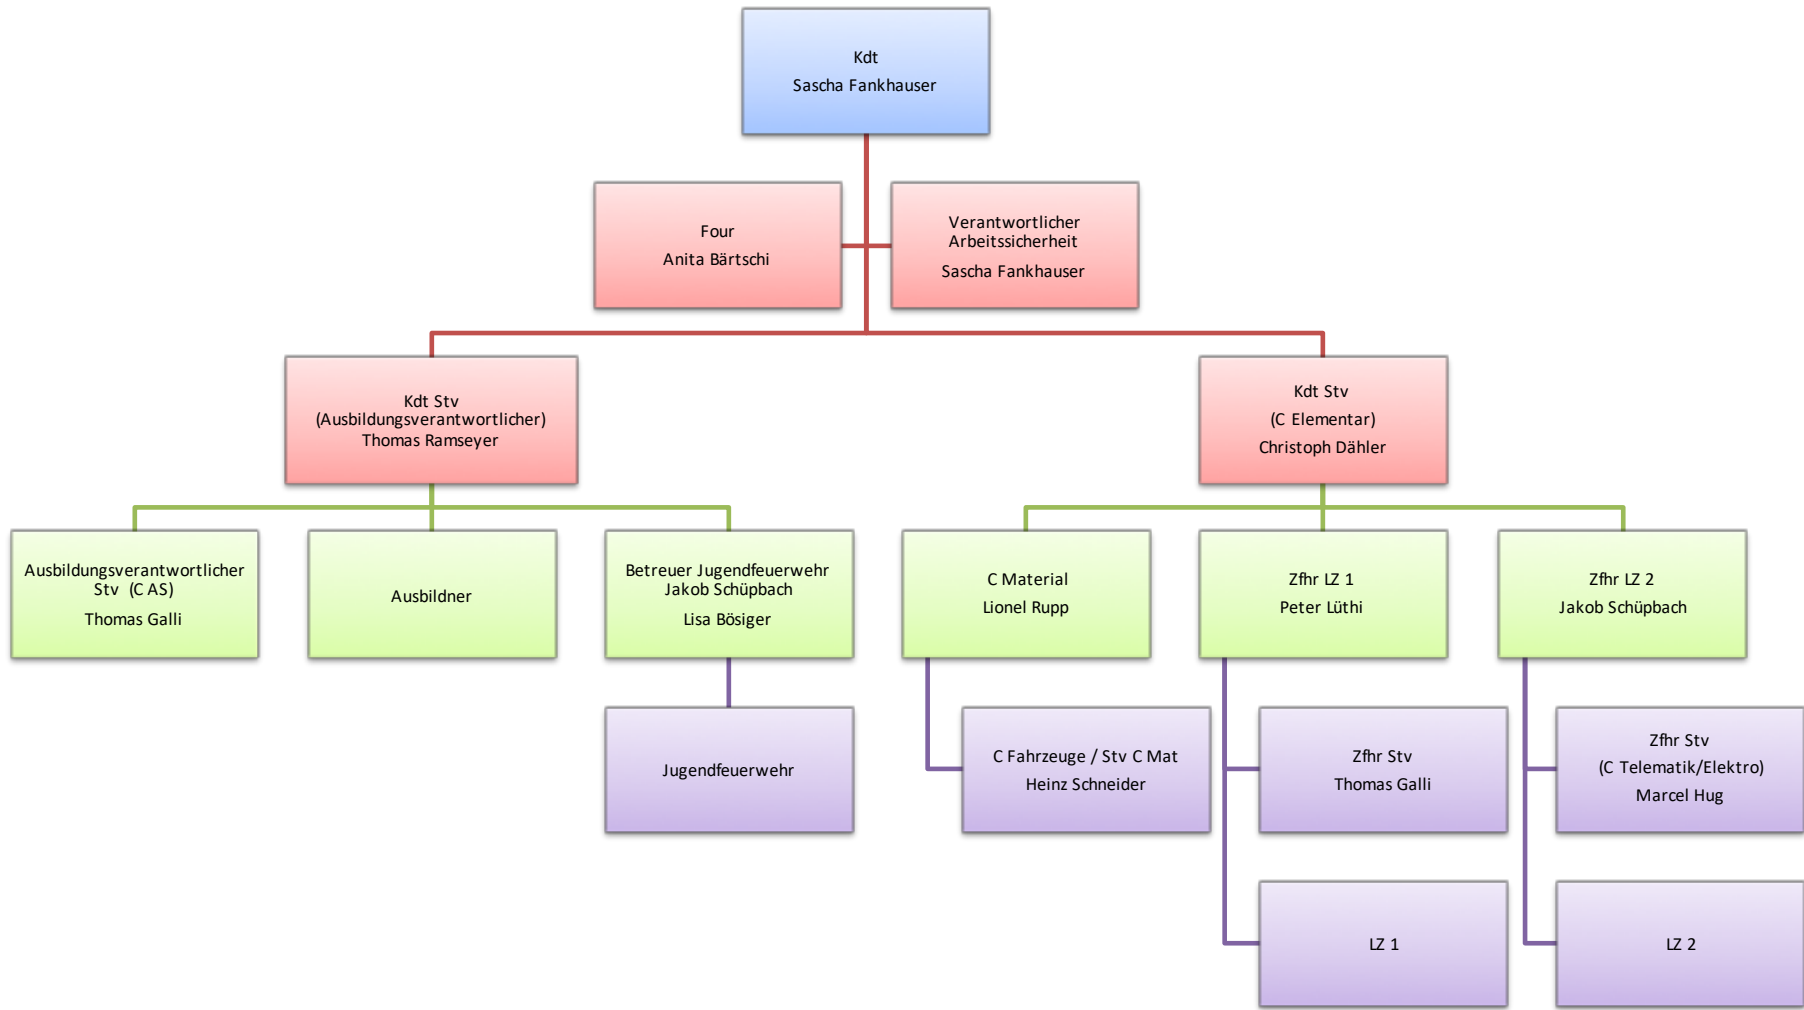 Kdt
Sascha Fankhauser
Four
Anita Bärtschi
Verantwortlicher
Arbeitssicherheit
Sascha Fankhauser
Kdt Stv
(Ausbildungsverantwortlicher)
Thomas Ramseyer
Kdt Stv
(C Elementar)
Christoph Dähler
Ausbildungsverantwortlicher
Stv (C AS)
Thomas Galli
Ausbildner
Betreuer Jugendfeuerwehr
Jakob Schüpbach
Lisa Bösiger
C Material
Lionel Rupp
Zfhr LZ 1
Peter Lüthi
Zfhr LZ 2
Jakob Schüpbach
Jugendfeuerwehr
C Fahrzeuge / Stv C Mat
Heinz Schneider
Zfhr Stv
Thomas Galli
Zfhr Stv
(C Telematik/Elektro)
Marcel Hug
LZ 1
LZ 2